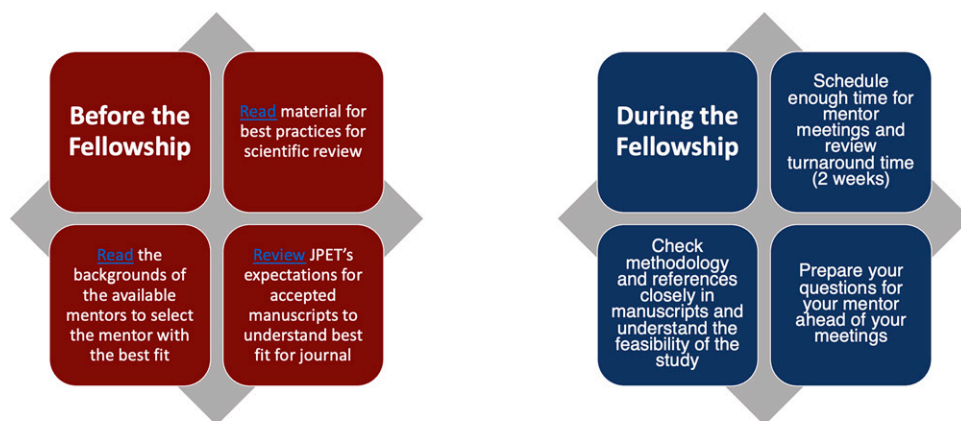 Before the
Fellowship
Read material for
best practices for
scientific review
Read the
backgrounds of
the available
mentors to select
the mentor with
the best fit
Review JPET's
expectations for
accepted
manuscripts to
understand best
fit for journal
During the
Fellowship
Schedule
enough time for
mentor
meetings and
review
turnaround time
(2 weeks)
Check
methodology
and references
closely in
manuscripts and
understand the
feasibility of the
study
Prepare your
questions for
your mentor
ahead of your
meetings